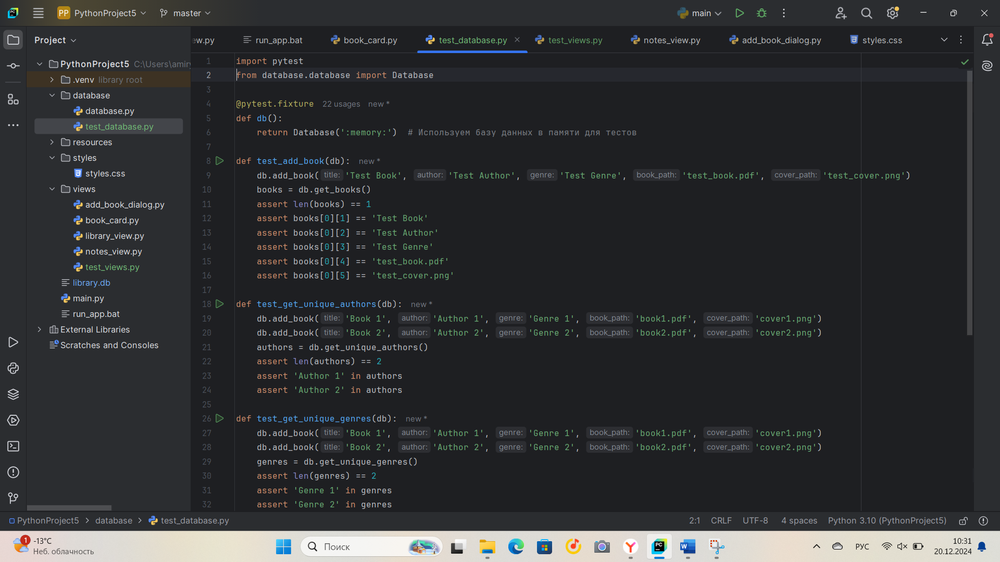 PP PythonProject5 master main
Project
ew.py run_app.bat book_card.py test_database.py test_views.py notes_view.py add_book_dialog.py styles.css
PythonProject5 C:\Users\amir
.venv library root
database
database.py
test_database.py
resources
styles
styles.css
views
add_book_dialog.py
book_card.py
library_view.py
notes_view.py
test_views.py
library.db
main.py
run_app.bat
External Libraries
Scratches and Consoles
1 import pytest
2 from database.database import Database
3
4 @pytest.fixture 22 usages new *
5 def db():
6 return Database(':memory:') # Используем базу данных в памяти для тестов
7
8 def test_add_book(db): new *
9 db.add_book( title: 'Test Book', author: 'Test Author', genre: 'Test Genre', book_path: 'test_book.pdf', cover_path: 'test_cover.png')
10 books = db.get_books()
11 assert len(books) == 1
12 assert books[0][1] == 'Test Book'
13 assert books[0][2] == 'Test Author'
14 assert books[0][3] == 'Test Genre'
15 assert books[0][4] == 'test_book.pdf'
16 assert books[0][5] == 'test_cover.png'
17
18 def test_get_unique_authors(db): new *
19 db.add_book( title: 'Book 1', author: 'Author 1', genre: 'Genre 1', book_path: 'book1.pdf', cover_path: 'cover1.png')
20 db.add_book( title: 'Book 2', author: 'Author 2', genre: 'Genre 2', book_path: 'book2.pdf', cover_path: 'cover2.png')
21 authors = db.get_unique_authors()
22 assert len(authors) == 2
23 assert 'Author 1' in authors
24 assert 'Author 2' in authors
25
26 def test_get_unique_genres(db): new *
27 db.add_book( title: 'Book 1', author: 'Author 1', genre: 'Genre 1', book_path: 'book1.pdf', cover_path: 'cover1.png')
28 db.add_book( title: 'Book 2', author: 'Author 2', genre: 'Genre 2', book_path: 'book2.pdf', cover_path: 'cover2.png')
29 genres = db.get_unique_genres()
30 assert len(genres) == 2
31 assert 'Genre 1' in genres
32 assert 'Genre 2' in genres
PythonProject5 > database > test_database.py 2:1 CRLF UTF-8 4 spaces Python 3.10 (PythonProject5)
1 -13°C
Неб. облачность
Поиск
РУС
10:31
20.12.2024